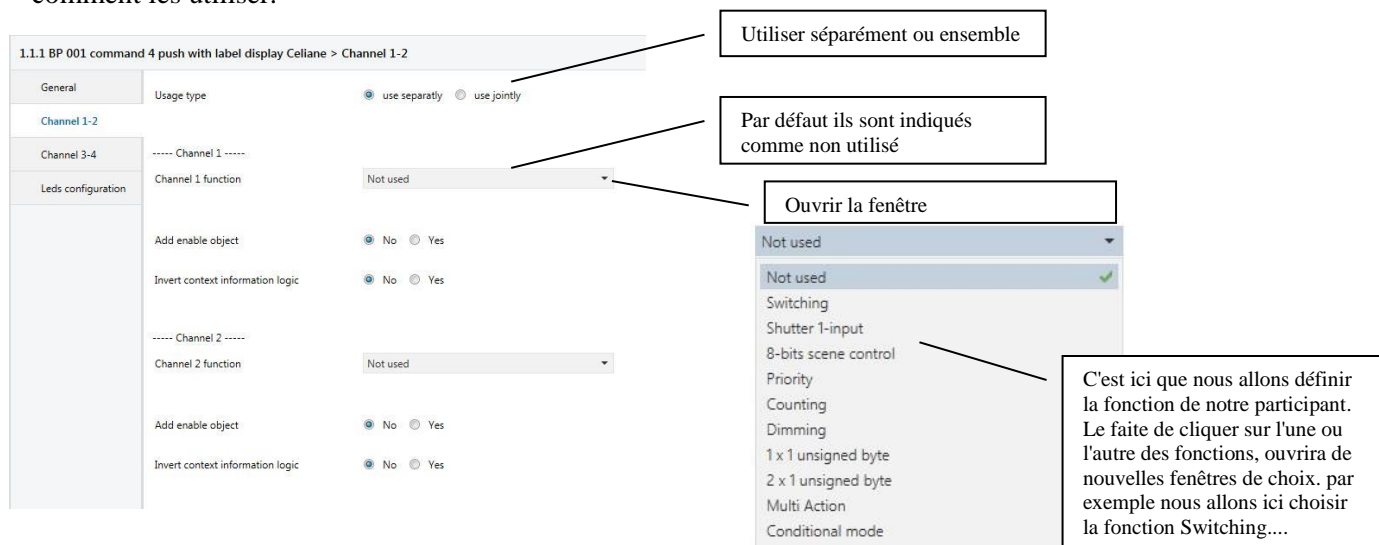 comment les utiliser.
Utiliser séparément ou ensemble
1.1.1 BP 001 command 4 push with label display Celiane > Channel 1-2
General
Channel 1-2
Channel 3-4
Leds configuration
Usage type
use separatly
use jointly
Par défaut ils sont indiqués
comme non utilisé
----- Channel 1 -----
Channel 1 function
Not used
Ouvrir la fenêtre
Add enable object
No
Yes
Invert context information logic
No
Yes
----- Channel 2 -----
Channel 2 function
Not used
Add enable object
No
Yes
Invert context information logic
No
Yes
Not used
Not used
Switching
Shutter 1-input
8-bits scene control
Priority
Counting
Dimming
1 x 1 unsigned byte
2 x 1 unsigned byte
Multi Action
Conditional mode
C'est ici que nous allons définir
la fonction de notre participant.
Le faite de cliquer sur l'une ou
l'autre des fonctions, ouvrira de
nouvelles fenêtres de choix. par
exemple nous allons ici choisir
la fonction Switching....